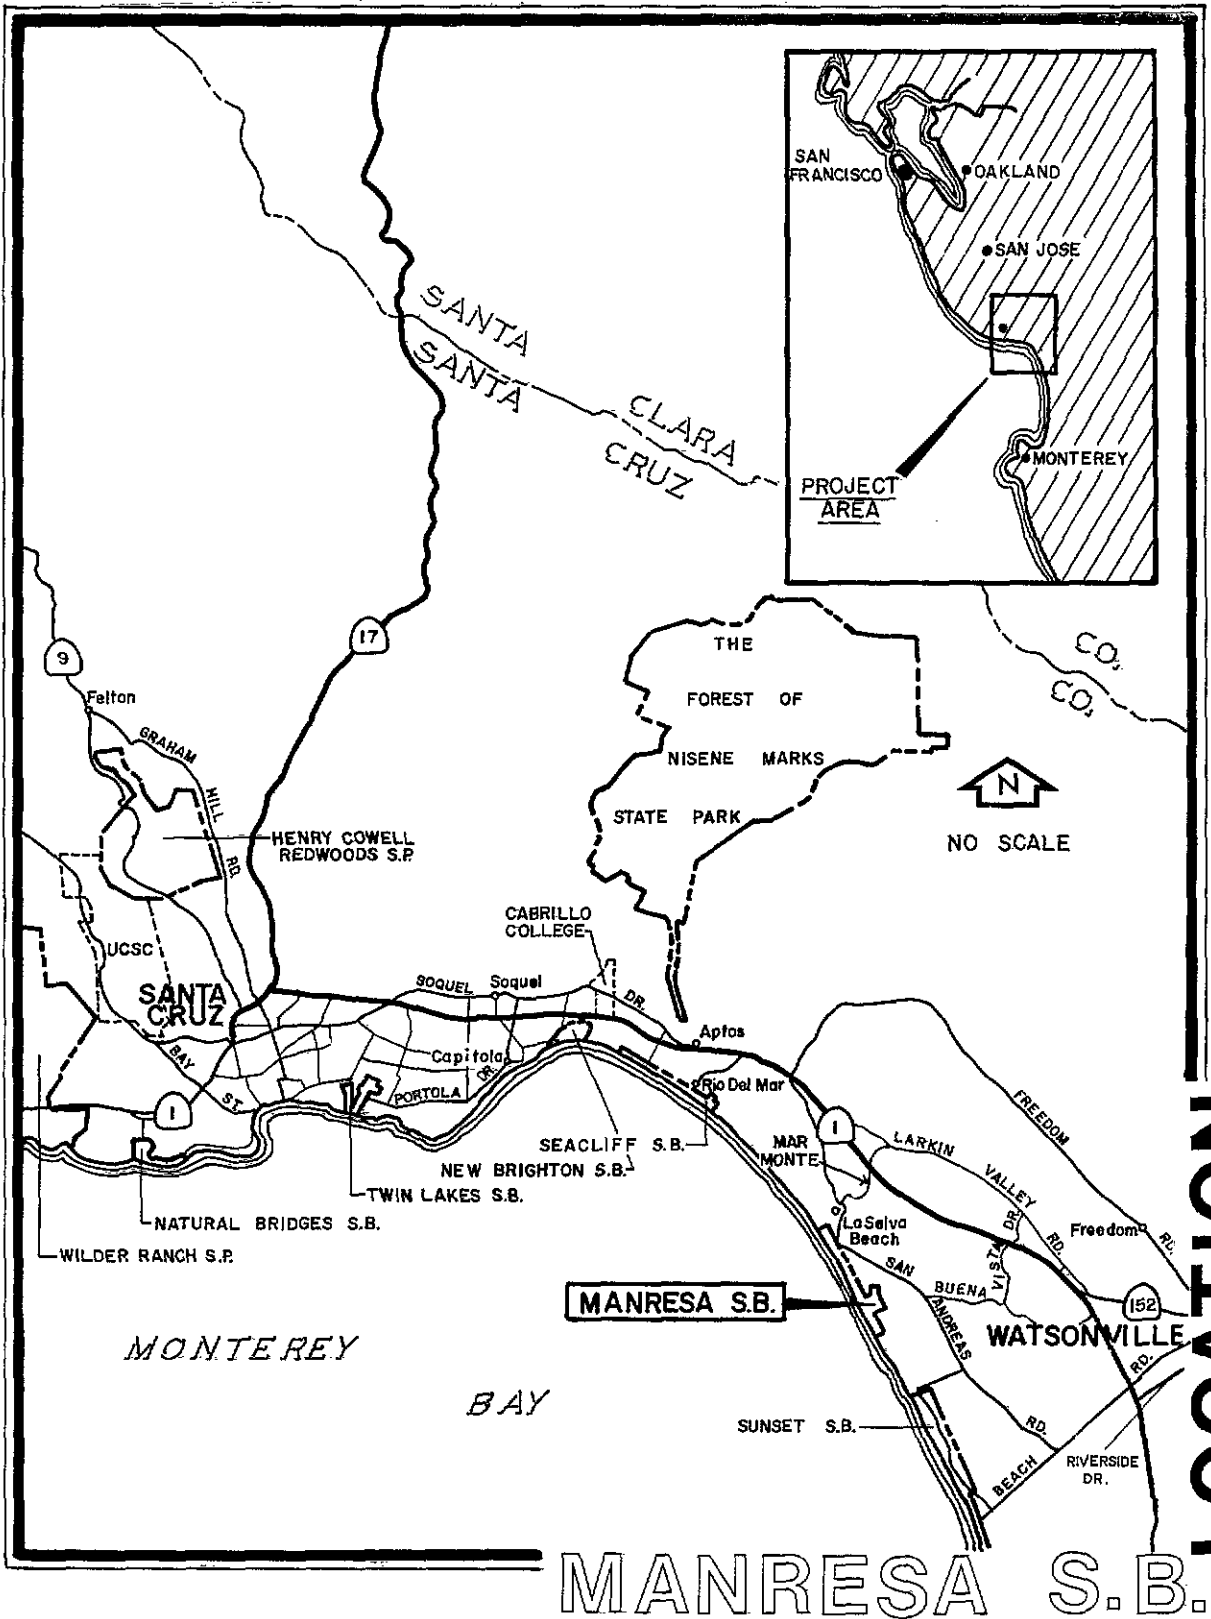 SAN
FRANCISCO
OAKLAND
SAN JOSE
MONTEREY
PROJECT
AREA
SANTA CLARA CO.
SANTA CRUZ CO.
17
9
Felton
GRAHAM HILL RD.
THE
FOREST OF
NISENE MARKS
STATE PARK
N
NO SCALE
HENRY COWELL
REDWOODS S.P.
CABRILLO
COLLEGE
UCSC
SANTA
CRUZ
SOQUEL DR.
Soquel
Aptos
Capitola
BAY ST.
PORTOLA DR.
Rio Del Mar
1
1
FREEDOM RD.
SEACLIFF S.B.
NEW BRIGHTON S.B.
TWIN LAKES S.B.
NATURAL BRIDGES S.B.
WILDER RANCH S.P.
MAR
MONTE
LARKIN VALLEY RD.
La Selva
Beach
Freedom
SAN ANDREAS RD.
BUENA VISTA DR.
MANRESA S.B.
152
WATSONVILLE
MONTEREY
BAY
SUNSET S.B.
BEACH RD.
RIVERSIDE
DR.
MANRESA S.B.